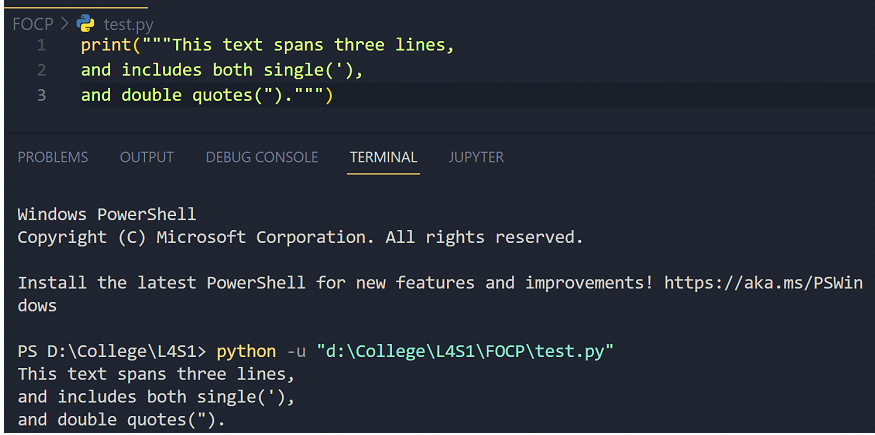 FOCP > test.py
1 print("""This text spans three lines,
2 and includes both single('),
3 and double quotes(").""")
PROBLEMS OUTPUT DEBUG CONSOLE TERMINAL JUPYTER
Windows PowerShell
Copyright (C) Microsoft Corporation. All rights reserved.
Install the latest PowerShell for new features and improvements! https://aka.ms/PSWin
dows
PS D:\College\L4S1> python -u "d:\College\L4S1\FOCP\test.py"
This text spans three lines,
and includes both single('),
and double quotes(").